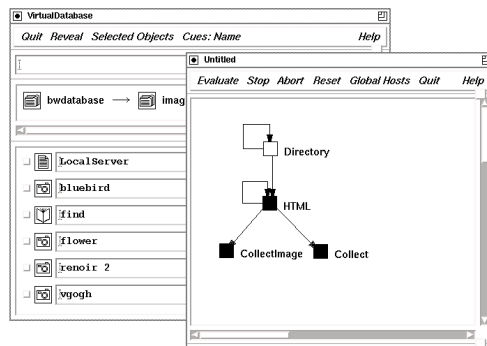 VirtualDatabase
Quit Reveal Selected Objects Cues: Name Help
bwdatabase → imag
LocalServer
bluebird
find
flower
renoir 2
vgogh
Untitled
Evaluate Stop Abort Reset Global Hosts Quit Help
Directory
HTML
CollectImage Collect